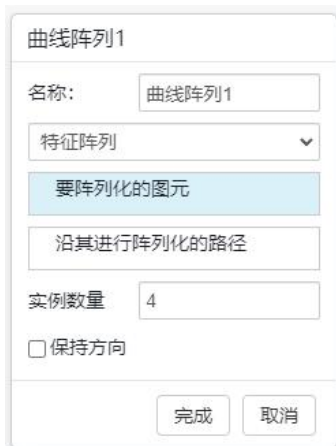 曲线阵列1
名称: 曲线阵列1
特征阵列
要阵列化的图元
沿其进行阵列化的路径
实例数量 4
保持方向
完成 取消